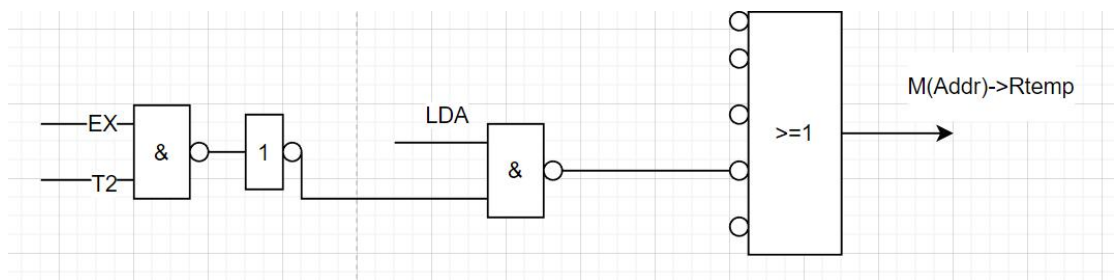 EX
T2
&
1
LDA
&
>=1
M(Addr)->Rtemp